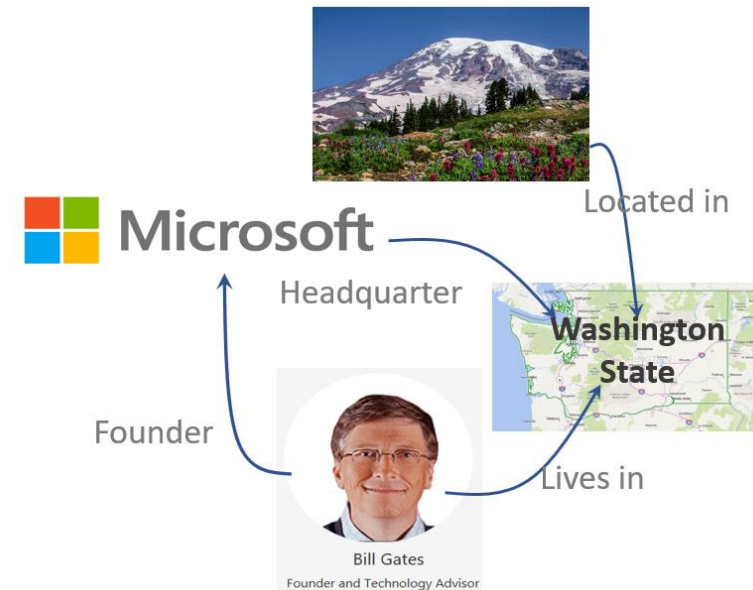 Located in
Microsoft
Headquarter
Washington
State
Founder
Lives in
Bill Gates
Founder and Technology Advisor